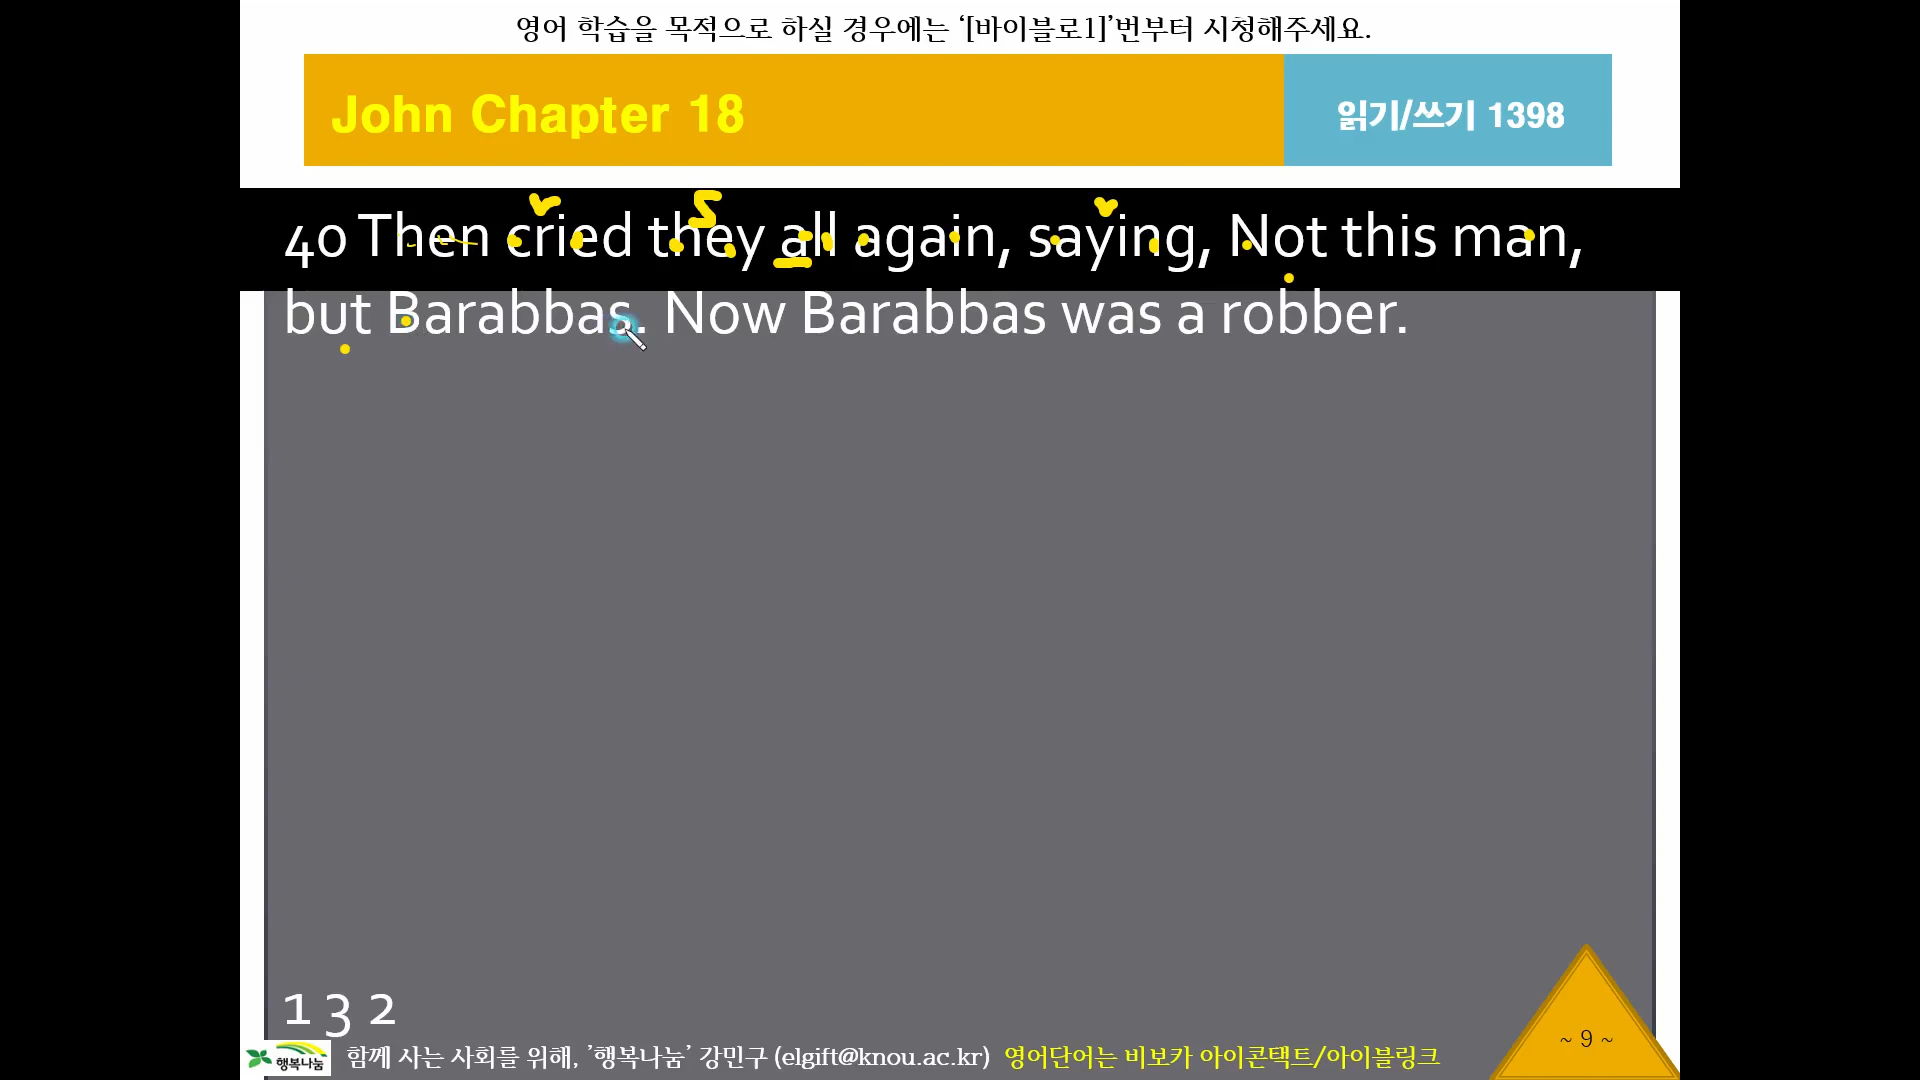 영어 학습을 목적으로 하실 경우에는 ‘[바이블로1]’번부터 시청해주세요.
John Chapter 18
읽기/쓰기 1398
40 Then cried they all again, saying, Not this man,
but Barabbas. Now Barabbas was a robber.
1 3 2
~ 9 ~
행복나눔
함께 사는 사회를 위해, ’행복나눔’ 강민구 (elgift@knou.ac.kr) 영어단어는 비보카 아이콘택트/아이블링크